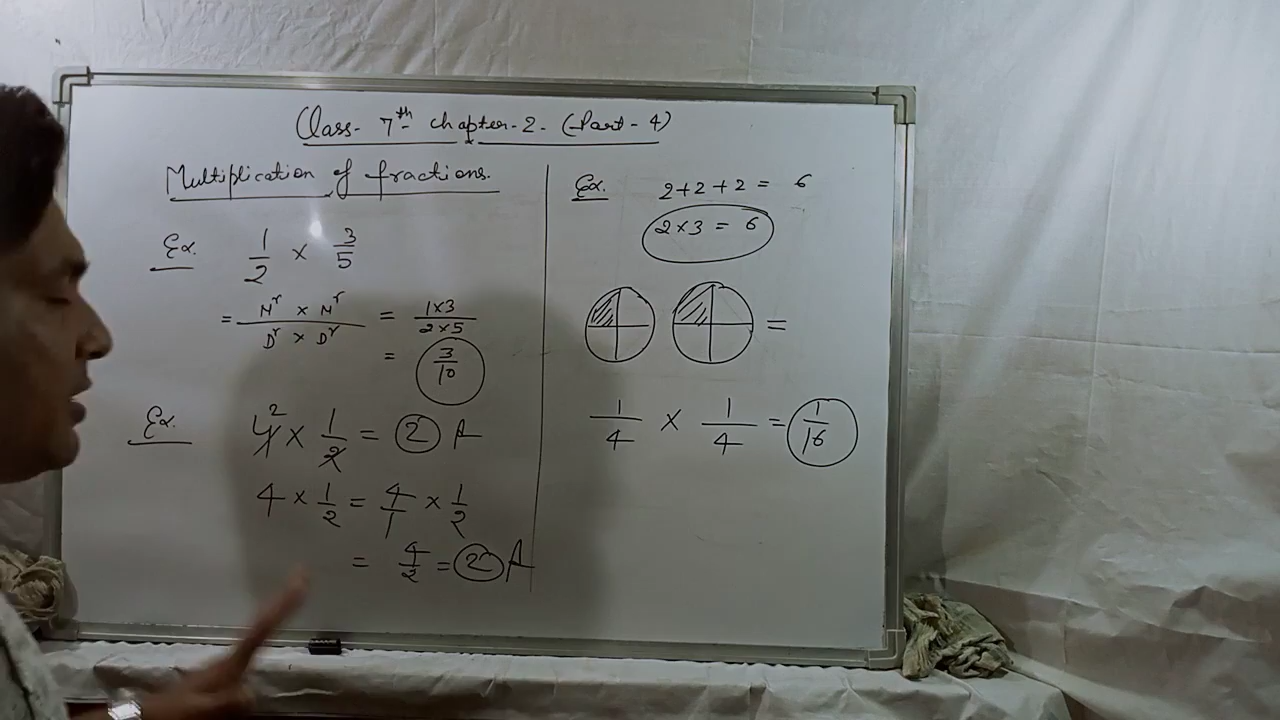 Class- 7th chapter-2- (Part-4)
Multiplication of fractions.
Ex. 1/2 × 3/5
= Nr × Nr / Dr × Dr = 1×3 / 2×5
= 3/10
Ex. 4 2 × 1/2 = 2 A
4 × 1/2 = 4/1 × 1/2
= 4/2 = 2 A
Ex. 2+2+2 = 6
2×3 = 6
=
1/4 × 1/4 = 1/16